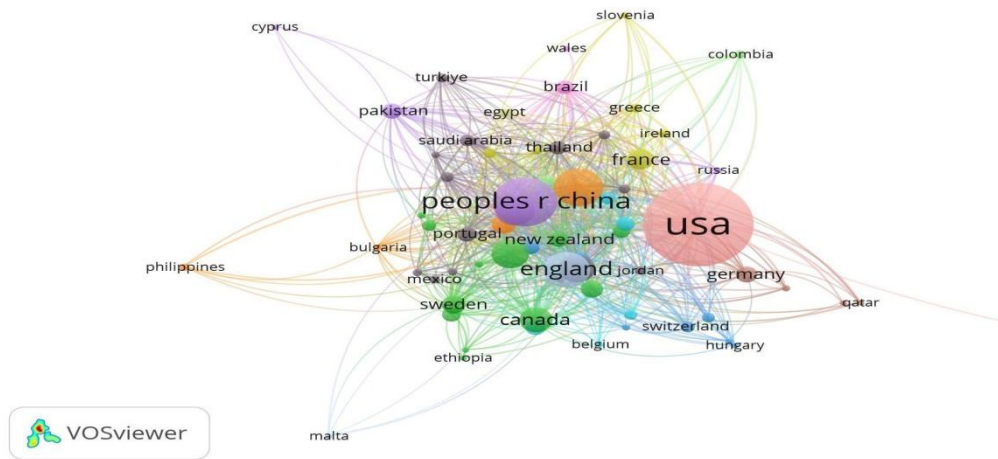 slovenia
cyprus
wales
colombia
turkiye
brazil
pakistan
egypt
greece
ireland
saudi arabia
thailand
france
russia
peoples r china
usa
portugal
new zealand
bulgaria
england
philippines
jordan
germany
mexico
sweden
qatar
canada
switzerland
belgium
hungary
ethiopia
malta
VOSviewer